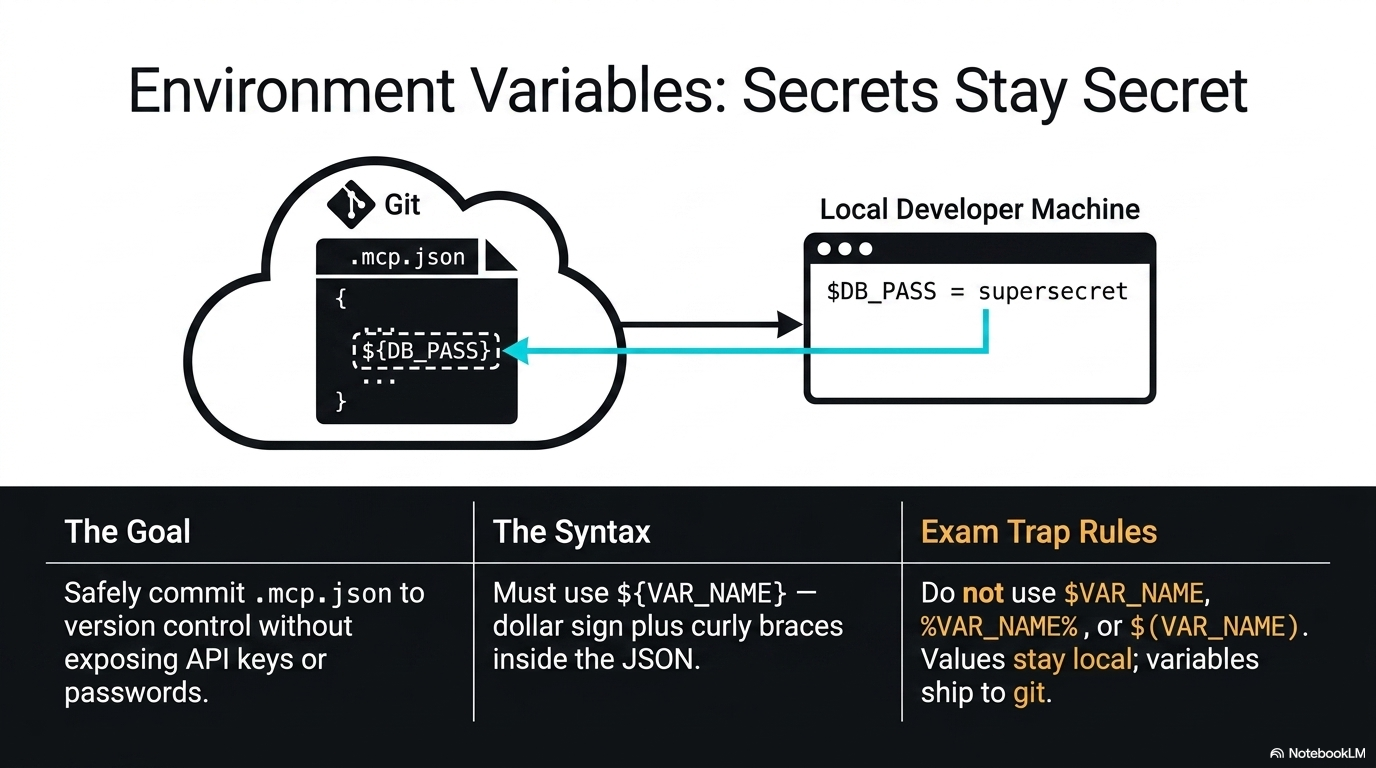 Environment Variables: Secrets Stay Secret
Git
.mcp.json
{
...
${DB_PASS}
...
}
Local Developer Machine
$DB_PASS = supersecret
The Goal
Safely commit .mcp.json to
version control without
exposing API keys or
passwords.
The Syntax
Must use ${VAR_NAME} —
dollar sign plus curly braces
inside the JSON.
Exam Trap Rules
Do not use $VAR_NAME,
%VAR_NAME%, or $(VAR_NAME).
Values stay local; variables
ship to git.
NotebookLM